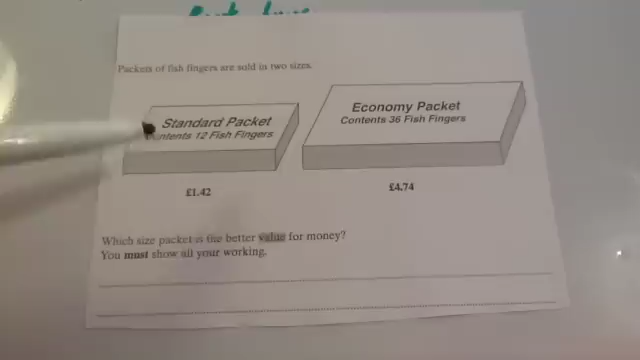 Packets of fish fingers are sold in two sizes.
Standard Packet
Contents 12 Fish Fingers
£1.42
Economy Packet
Contents 36 Fish Fingers
£4.74
Which size packet is the better value for money?
You must show all your working.